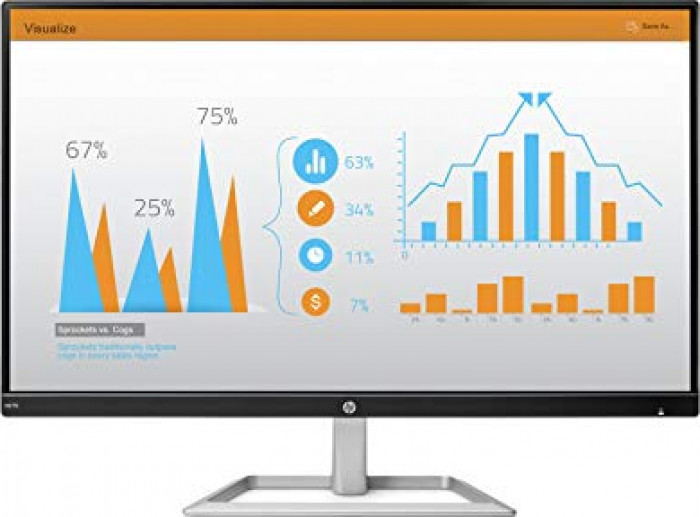 Visualize
Save As...
67%
25%
75%
63%
34%
11%
7%
0
Sprockets vs. Cogs
Sprockets traditionally outpace
cogs in every sales region.
hp